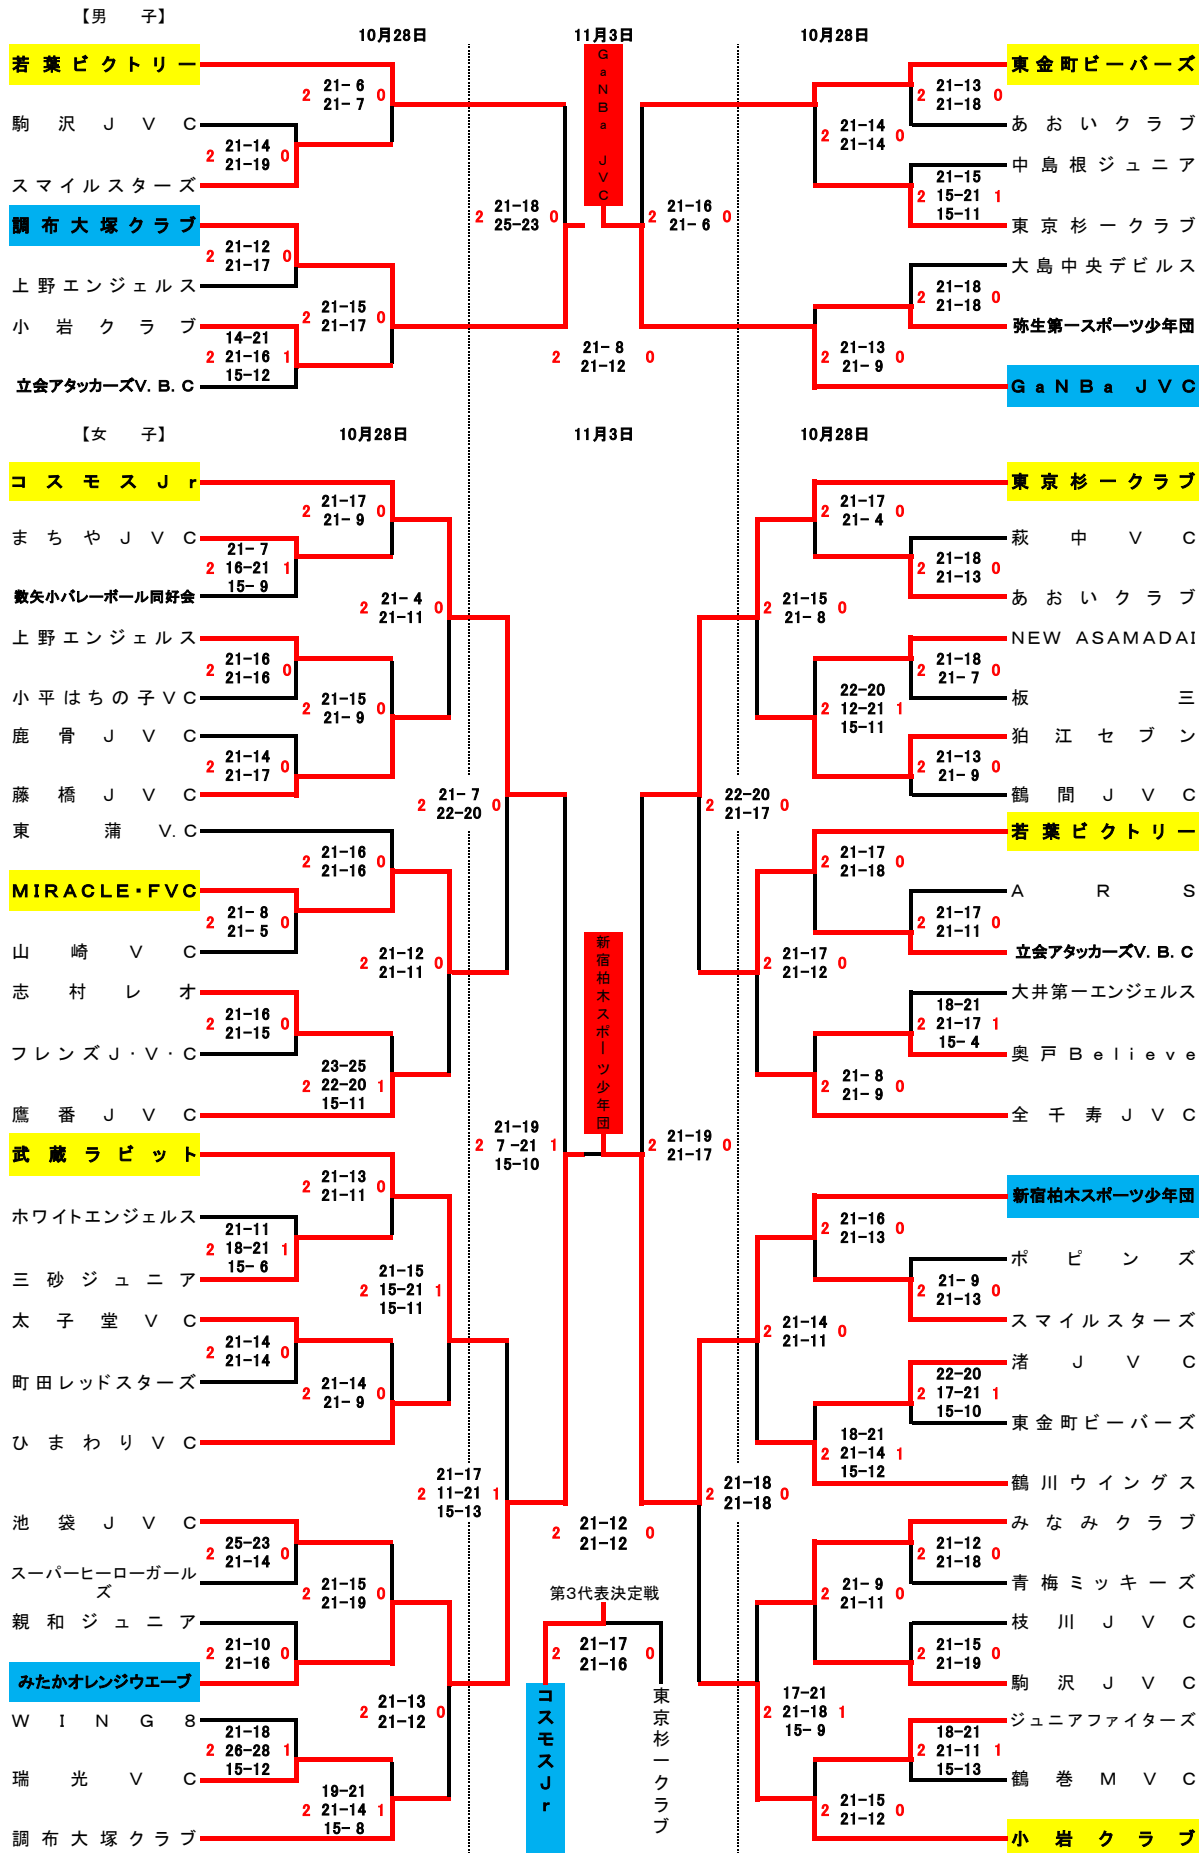 【男　子】
10月28日
11月3日
10月28日
若葉ビクトリー
2 21-6 0
21-7
駒沢JVC
2 21-14 0
21-19
スマイルスターズ
調布大塚クラブ
2 21-12 0
21-17
上野エンジェルス
2 21-15 0
21-17
小岩クラブ
14-21
2 21-16 1
15-12
立会アタッカーズV.B.C
2 21-18 0
25-23
GaNBa JVC
2 21-16 0
21-6
2 21-8 0
21-12
東金町ビーバーズ
2 21-13 0
21-18
あおいクラブ
2 21-14 0
21-14
中島根ジュニア
21-15
2 15-21 1
15-11
東京杉一クラブ
大島中央デビルス
2 21-18 0
21-18
弥生第一スポーツ少年団
2 21-13 0
21-9
GaNBa JVC
【女　子】
10月28日
11月3日
10月28日
コスモスJr
2 21-17 0
21-9
まちやJVC
21-7
2 16-21 1
15-9
数矢小バレーボール同好会
2 21-4 0
21-11
上野エンジェルス
2 21-16 0
21-16
小平はちの子VC
2 21-15 0
21-9
鹿骨JVC
2 21-14 0
21-17
藤橋JVC
2 21-7 0
22-20
東蒲V.C
2 21-16 0
21-16
MIRACLE・FVC
2 21-8 0
21-5
山崎VC
2 21-12 0
21-11
志村レオ
2 21-16 0
21-15
フレンズJ・V・C
23-25
2 22-20 1
15-11
鷹番JVC
21-19
2 7-21 1
15-10
武蔵ラビット
2 21-13 0
21-11
ホワイトエンジェルス
21-11
2 18-21 1
15-6
三砂ジュニア
21-15
2 15-21 1
15-11
太子堂VC
2 21-14 0
21-14
町田レッドスターズ
2 21-14 0
21-9
ひまわりVC
21-17
2 11-21 1
15-13
池袋JVC
2 25-23 0
21-14
スーパーヒーローガールズ
2 21-15 0
21-19
親和ジュニア
2 21-10 0
21-16
みたかオレンジウエーブ
2 21-13 0
21-12
WING8
21-18
2 26-28 1
15-12
瑞光VC
19-21
2 21-14 1
15-8
調布大塚クラブ
新宿柏木スポーツ少年団
2 21-19 0
21-17
2 21-12 0
21-12
第3代表決定戦
2 21-17 0
21-16
コスモスJr
東京杉一クラブ
東京杉一クラブ
2 21-17 0
21-4
萩中VC
2 21-18 0
21-13
あおいクラブ
2 21-15 0
21-8
NEW ASAMADAI
2 21-18 0
21-7
板三
22-20
2 12-21 1
15-11
狛江セブン
2 21-13 0
21-9
鶴間JVC
2 22-20 0
21-17
若葉ビクトリー
2 21-17 0
21-18
ARS
2 21-17 0
21-11
立会アタッカーズV.B.C
2 21-17 0
21-12
大井第一エンジェルス
18-21
2 21-17 1
15-4
奥戸Believe
2 21-8 0
21-9
全千寿JVC
新宿柏木スポーツ少年団
2 21-16 0
21-13
ポピンズ
2 21-9 0
21-13
スマイルスターズ
2 21-14 0
21-11
渚JVC
22-20
2 17-21 1
15-10
東金町ビーバーズ
18-21
2 21-14 1
15-12
鶴川ウイングス
2 21-18 0
21-18
みなみクラブ
2 21-12 0
21-18
青梅ミッキーズ
2 21-9 0
21-11
枝川JVC
2 21-15 0
21-19
駒沢JVC
17-21
2 21-18 1
15-9
ジュニアファイターズ
18-21
2 21-11 1
15-13
鶴巻MVC
2 21-15 0
21-12
小岩クラブ